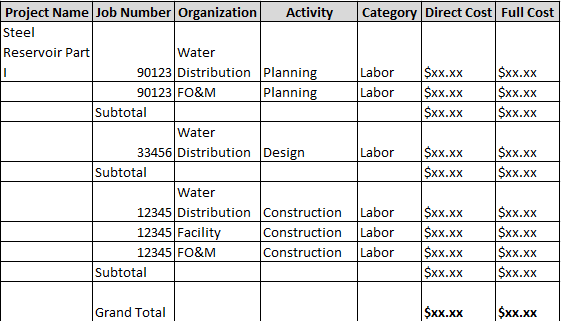 Project Name Job Number Organization Activity Category Direct Cost Full Cost
Steel
Reservoir Part Water
I 90123 Distribution Planning Labor $xx.xx $xx.xx
90123 FO&M Planning Labor $xx.xx $xx.xx
Subtotal $xx.xx $xx.xx
Water
33456 Distribution Design Labor $xx.xx $xx.xx
Subtotal $xx.xx $xx.xx
Water
12345 Distribution Construction Labor $xx.xx $xx.xx
12345 Facility Construction Labor $xx.xx $xx.xx
12345 FO&M Construction Labor $xx.xx $xx.xx
Subtotal $xx.xx $xx.xx
Grand Total $xx.xx $xx.xx